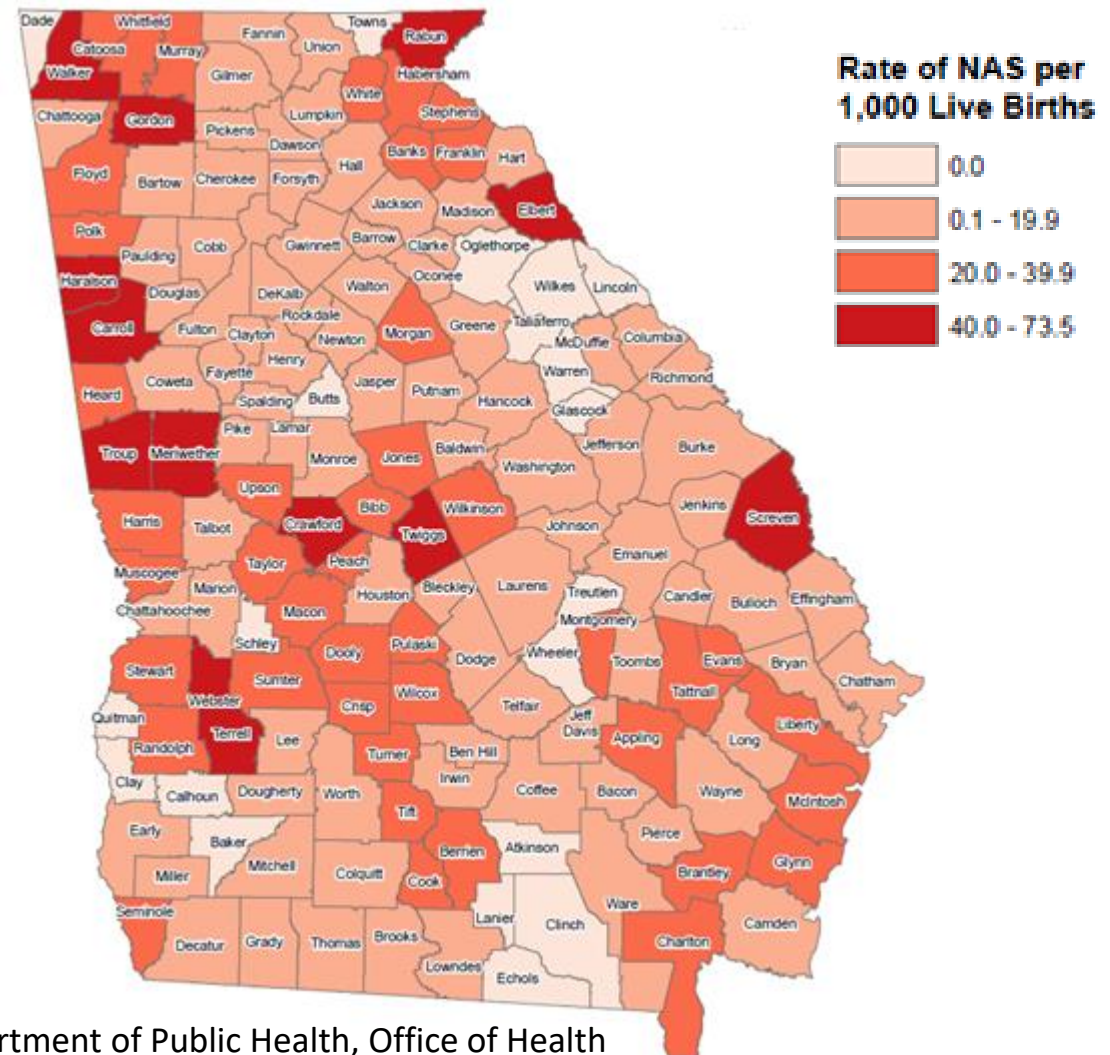 Dade
Whitfield
Fannin
Towns
Rabun
Catoosa
Murray
Union
Walker
Gilmer
Habersham
White
Chattooga
Gordon
Lumpkin
Stephens
Pickens
Dawson
Banks
Franklin
Hart
Floyd
Bartow
Cherokee
Forsyth
Hall
Jackson
Madison
Elbert
Polk
Paulding
Cobb
Gwinnett
Barrow
Clarke
Oglethorpe
Haralson
Douglas
DeKalb
Walton
Oconee
Wilkes
Lincoln
Carroll
Fulton
Clayton
Rockdale
Newton
Morgan
Greene
Taliaferro
McDuffie
Columbia
Heard
Coweta
Fayette
Henry
Spalding
Butts
Jasper
Putnam
Hancock
Warren
Richmond
Glascock
Troup
Meriwether
Pike
Lamar
Monroe
Jones
Baldwin
Washington
Jefferson
Burke
Upson
Harris
Talbot
Crawford
Bibb
Twiggs
Wilkinson
Johnson
Jenkins
Screven
Emanuel
Muscogee
Taylor
Peach
Marion
Houston
Bleckley
Laurens
Treutlen
Candler
Bulloch
Effingham
Chattahoochee
Macon
Schley
Dooly
Pulaski
Dodge
Wheeler
Montgomery
Toombs
Evans
Tattnall
Bryan
Chatham
Stewart
Webster
Sumter
Crisp
Wilcox
Telfair
Jeff
Davis
Appling
Long
Liberty
Quitman
Randolph
Terrell
Lee
Turner
Ben Hill
Irwin
Coffee
Bacon
Wayne
McIntosh
Clay
Calhoun
Dougherty
Worth
Tift
Early
Baker
Mitchell
Miller
Colquitt
Cook
Berrien
Atkinson
Pierce
Brantley
Glynn
Seminole
Decatur
Grady
Thomas
Brooks
Lowndes
Lanier
Clinch
Echols
Ware
Charlton
Camden
Rate of NAS per
1,000 Live Births
0.0
0.1 - 19.9
20.0 - 39.9
40.0 - 73.5
rtment of Public Health, Office of Health